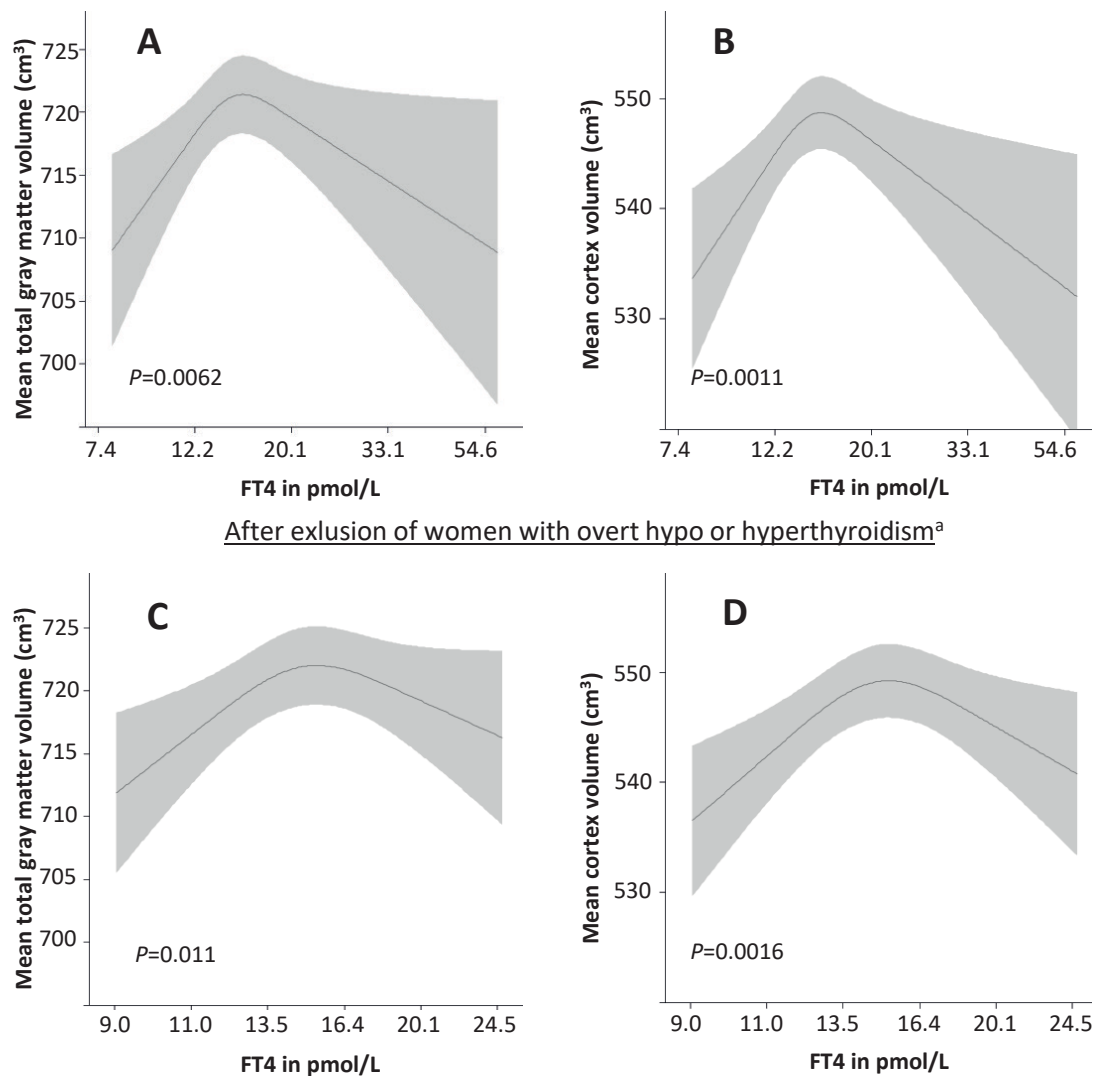 A
Mean total gray matter volume (cm³)
725
720
715
710
705
700
P=0.0062
7.4 12.2 20.1 33.1 54.6
FT4 in pmol/L
B
Mean cortex volume (cm³)
550
540
530
P=0.0011
7.4 12.2 20.1 33.1 54.6
FT4 in pmol/L
After exlusion of women with overt hypo or hyperthyroidismᵃ
C
Mean total gray matter volume (cm³)
725
720
715
710
705
700
P=0.011
9.0 11.0 13.5 16.4 20.1 24.5
FT4 in pmol/L
D
Mean cortex volume (cm³)
550
540
530
P=0.0016
9.0 11.0 13.5 16.4 20.1 24.5
FT4 in pmol/L